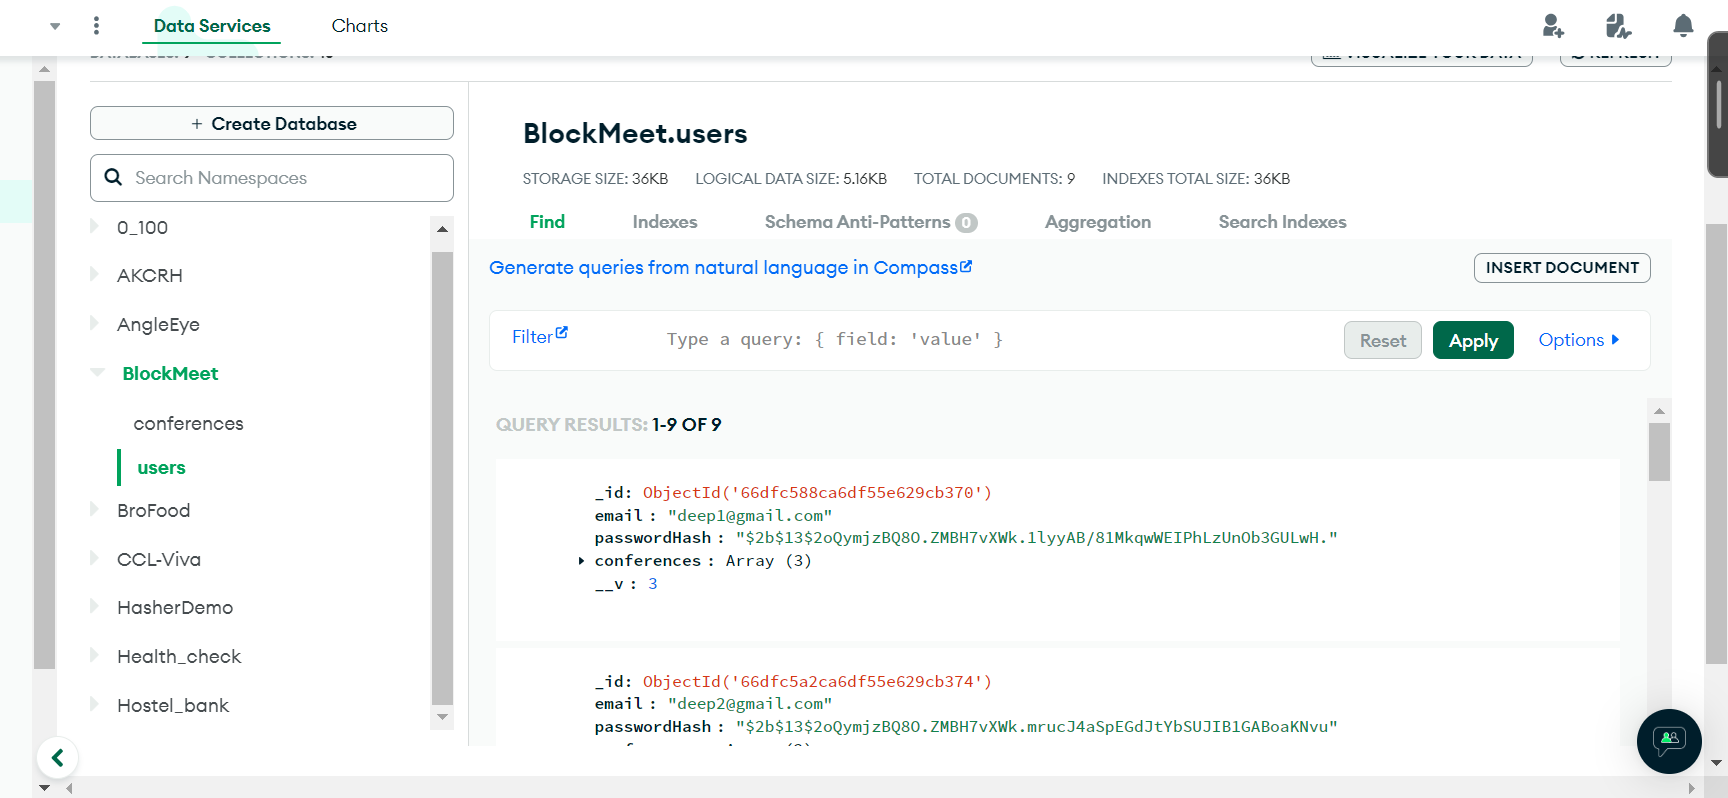 Data Services
Charts
+ Create Database
Search Namespaces
0_100
AKCRH
AngleEye
BlockMeet
conferences
users
BroFood
CCL-Viva
HasherDemo
Health_check
Hostel_bank
BlockMeet.users
STORAGE SIZE: 36KB LOGICAL DATA SIZE: 5.16KB TOTAL DOCUMENTS: 9 INDEXES TOTAL SIZE: 36KB
Find Indexes Schema Anti-Patterns 0 Aggregation Search Indexes
Generate queries from natural language in Compass
INSERT DOCUMENT
Filter
Type a query: { field: 'value' }
Reset
Apply
Options
QUERY RESULTS: 1-9 OF 9
_id: ObjectId('66dfc588ca6df55e629cb370')
email : "deep1@gmail.com"
passwordHash : "$2b$13$2oQymjzBQ8O.ZMBH7vXWk.1lyyAB/81MkqwWEIPhLzUnOb3GULwH."
conferences : Array (3)
__v : 3
_id: ObjectId('66dfc5a2ca6df55e629cb374')
email : "deep2@gmail.com"
passwordHash : "$2b$13$2oQymjzBQ8O.ZMBH7vXWk.mrucJ4aSpEGdJtYbSUJIB1GABoaKNvu"